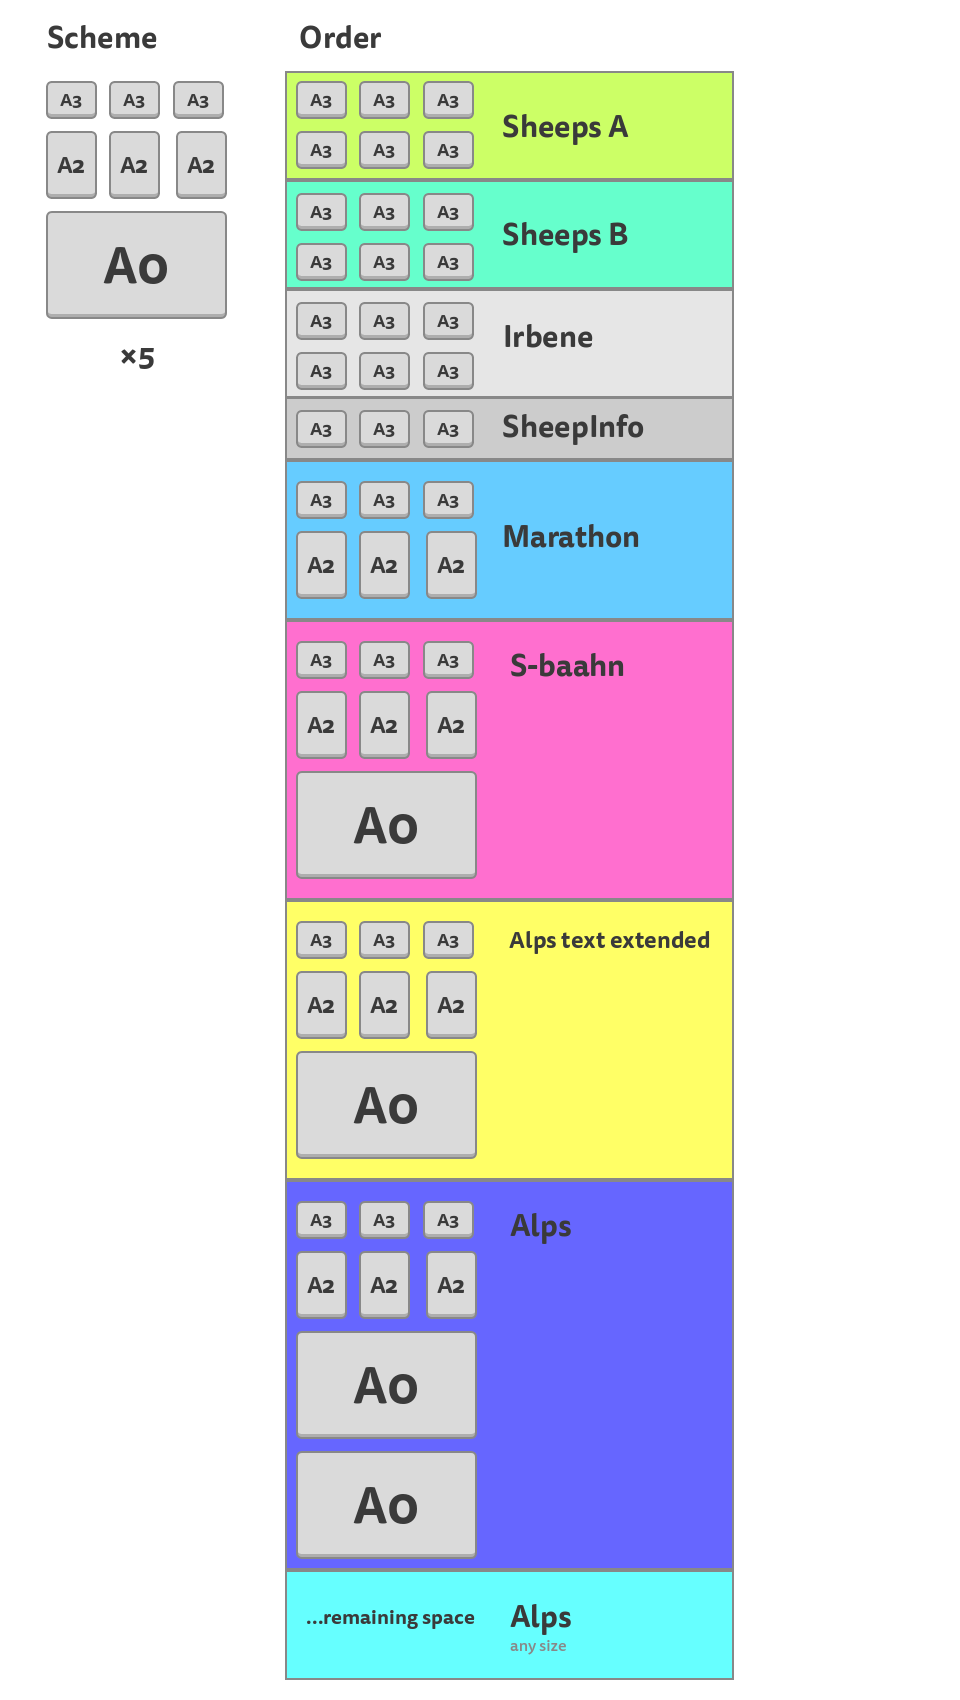 Scheme
A3 A3 A3
A2 A2 A2
A0
×5
Order
A3 A3 A3
A3 A3 A3
Sheeps A
A3 A3 A3
A3 A3 A3
Sheeps B
A3 A3 A3
A3 A3 A3
Irbene
A3 A3 A3
SheepInfo
A3 A3 A3
A2 A2 A2
Marathon
A3 A3 A3
S-baahn
A2 A2 A2
A0
A3 A3 A3
Alps text extended
A2 A2 A2
A0
A3 A3 A3
Alps
A2 A2 A2
A0
A0
...remaining space
Alps
any size